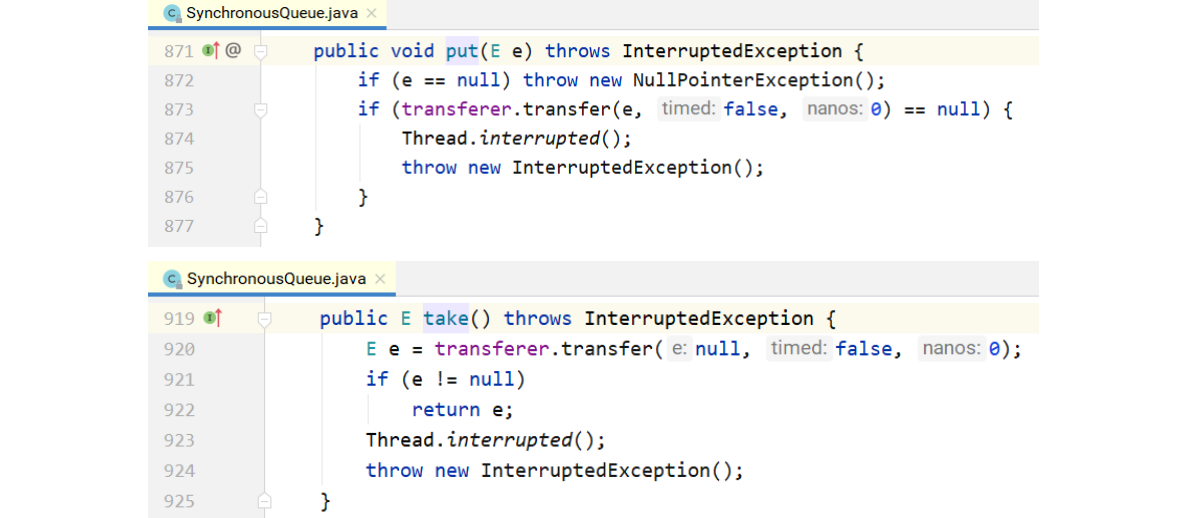 SynchronousQueue.java
871 @ public void put(E e) throws InterruptedException {
872 if (e == null) throw new NullPointerException();
873 if (transferer.transfer(e, timed: false, nanos: 0) == null) {
874 Thread.interrupted();
875 throw new InterruptedException();
876 }
877 }
SynchronousQueue.java
919 public E take() throws InterruptedException {
920 E e = transferer.transfer( e: null, timed: false, nanos: 0);
921 if (e != null)
922 return e;
923 Thread.interrupted();
924 throw new InterruptedException();
925 }